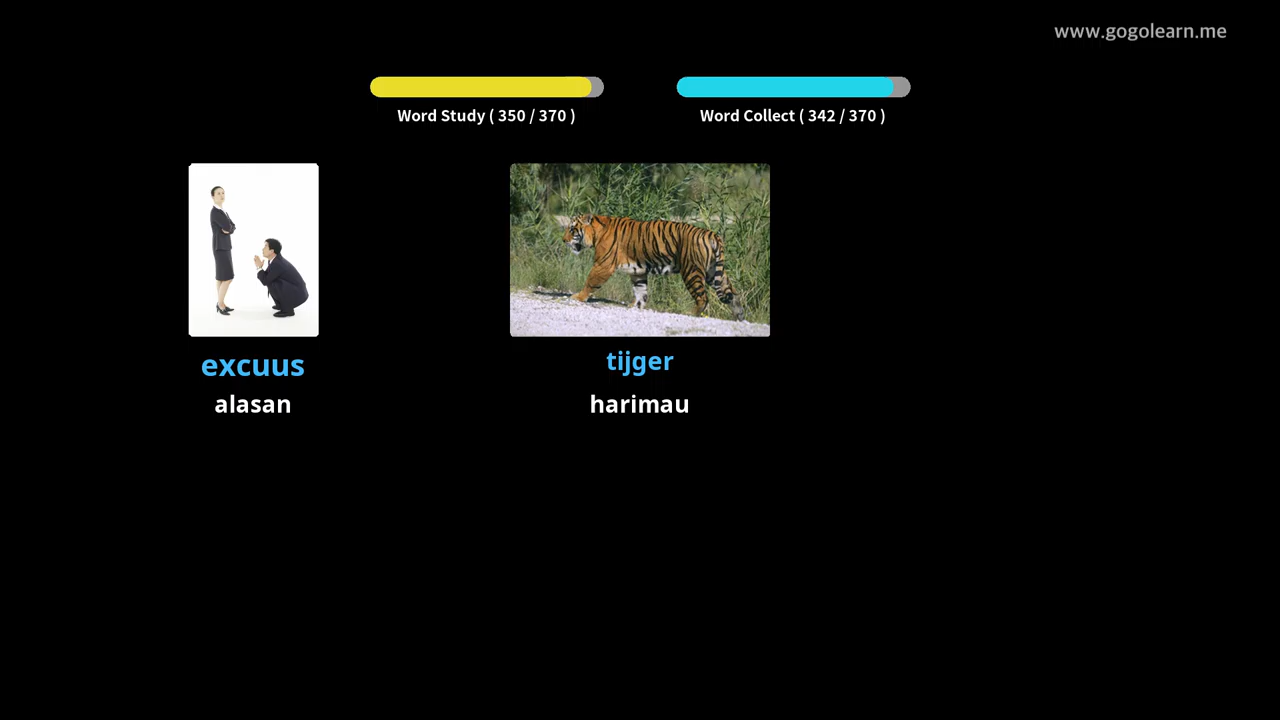 www.gogolearn.me
Word Study ( 350 / 370 )
Word Collect ( 342 / 370 )
excuus
alasan
tijger
harimau